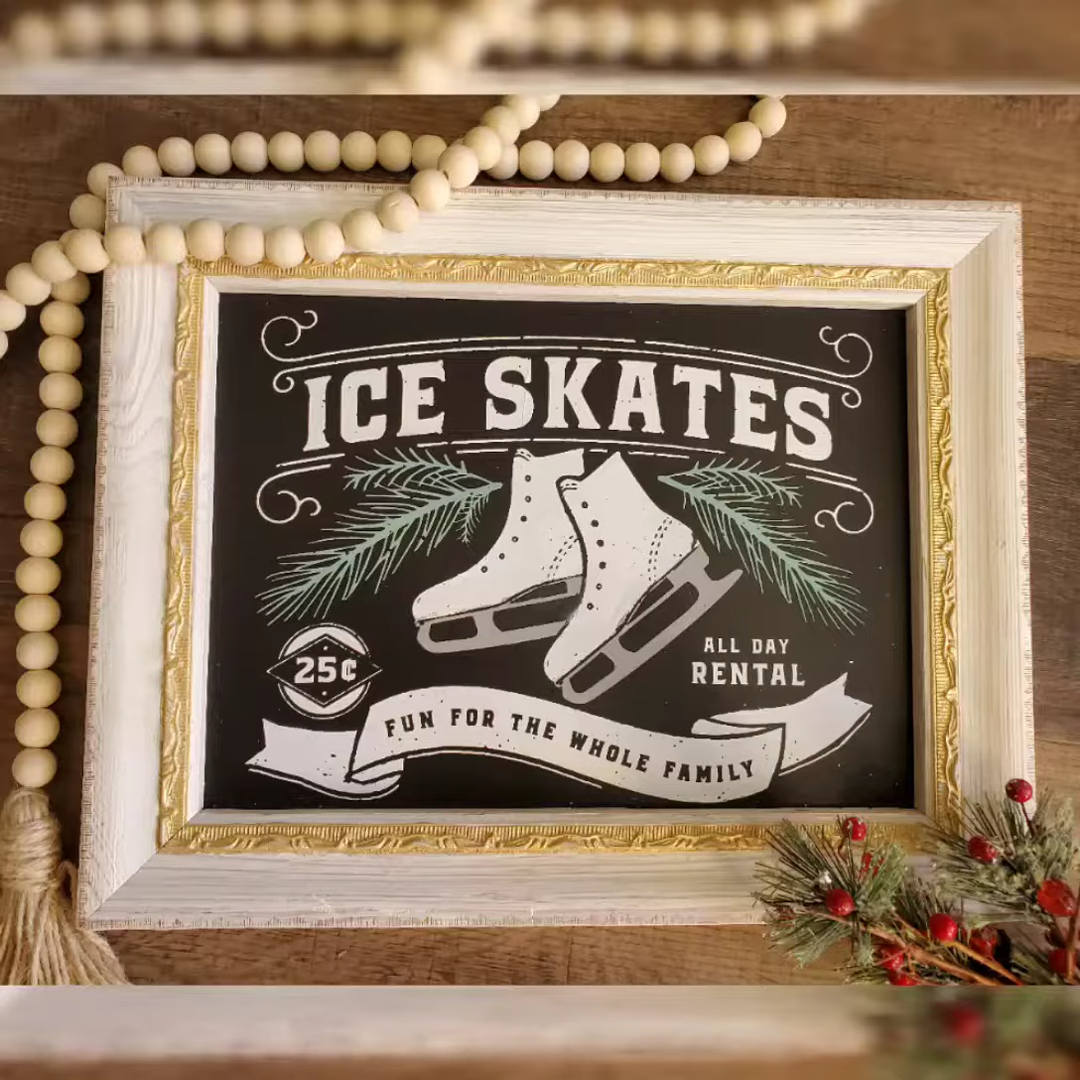 ICE SKATES
25¢
ALL DAY
RENTAL
FUN FOR THE WHOLE FAMILY